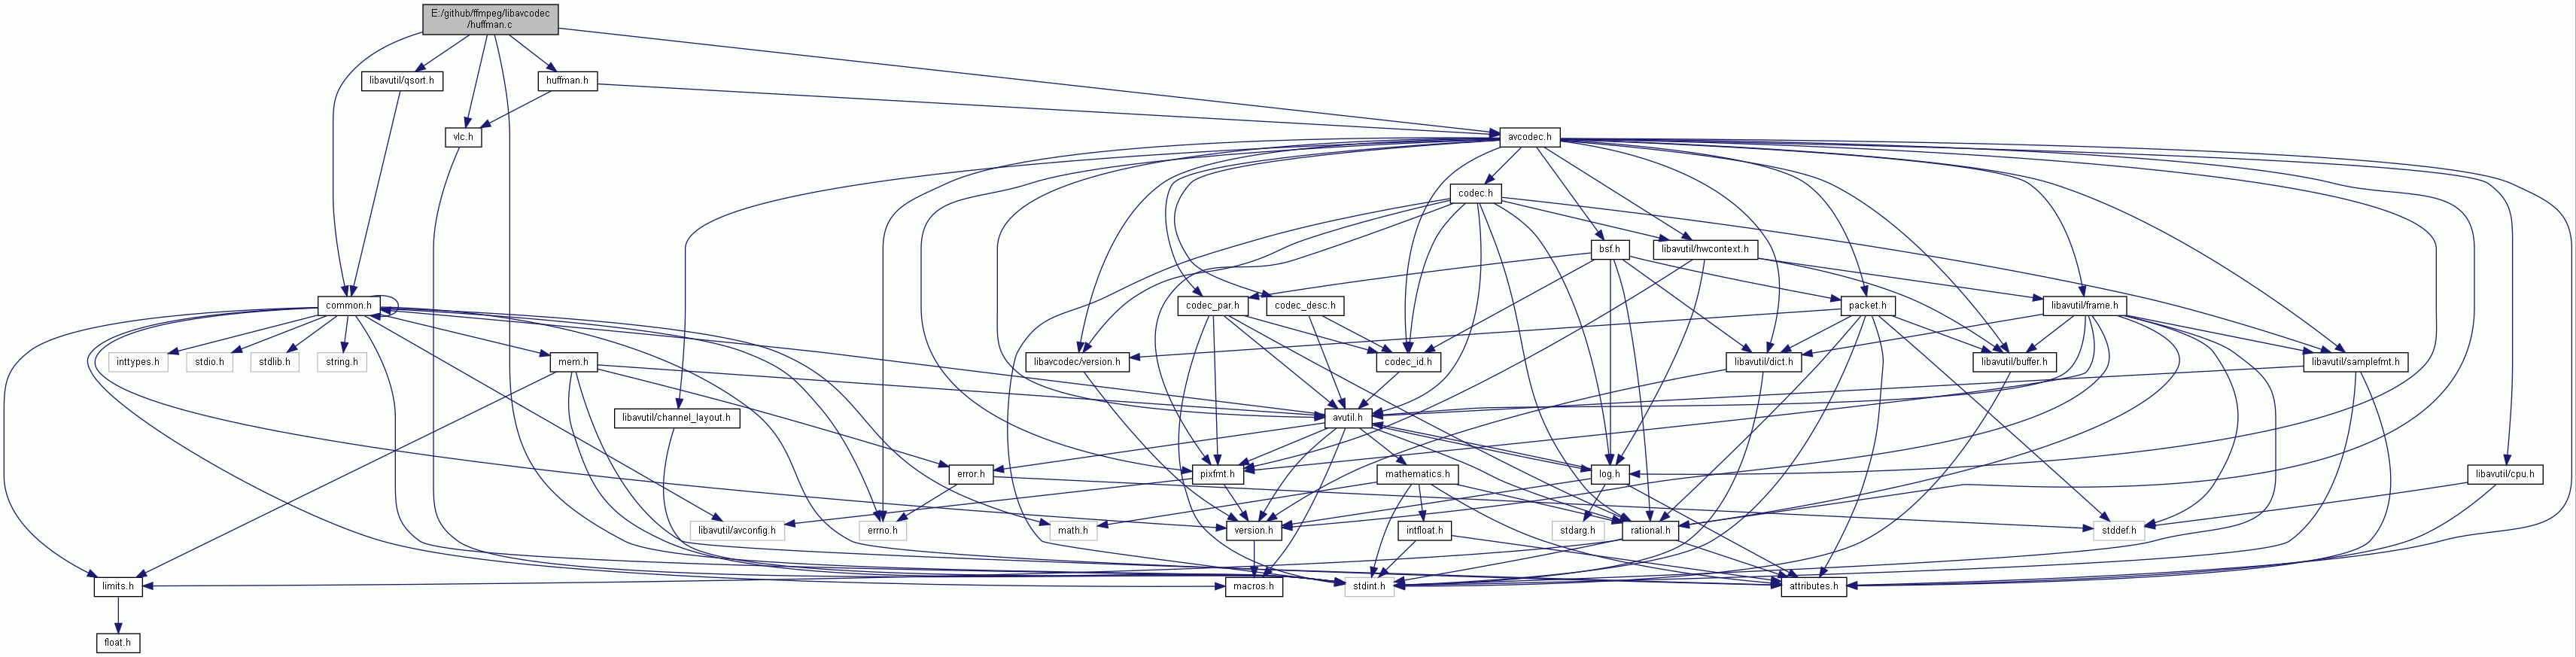 E:/github/ffmpeg/libavcodec
/huffman.c
libavutil/qsort.h
huffman.h
vlc.h
avcodec.h
codec.h
bsf.h
libavutil/hwcontext.h
common.h
codec_par.h
codec_desc.h
packet.h
libavutil/frame.h
inttypes.h
stdio.h
stdlib.h
string.h
mem.h
libavcodec/version.h
codec_id.h
libavutil/dict.h
libavutil/buffer.h
libavutil/samplefmt.h
libavutil/channel_layout.h
avutil.h
error.h
pixfmt.h
mathematics.h
log.h
libavutil/cpu.h
libavutil/avconfig.h
errno.h
math.h
version.h
intfloat.h
stdarg.h
rational.h
stddef.h
limits.h
macros.h
stdint.h
attributes.h
float.h